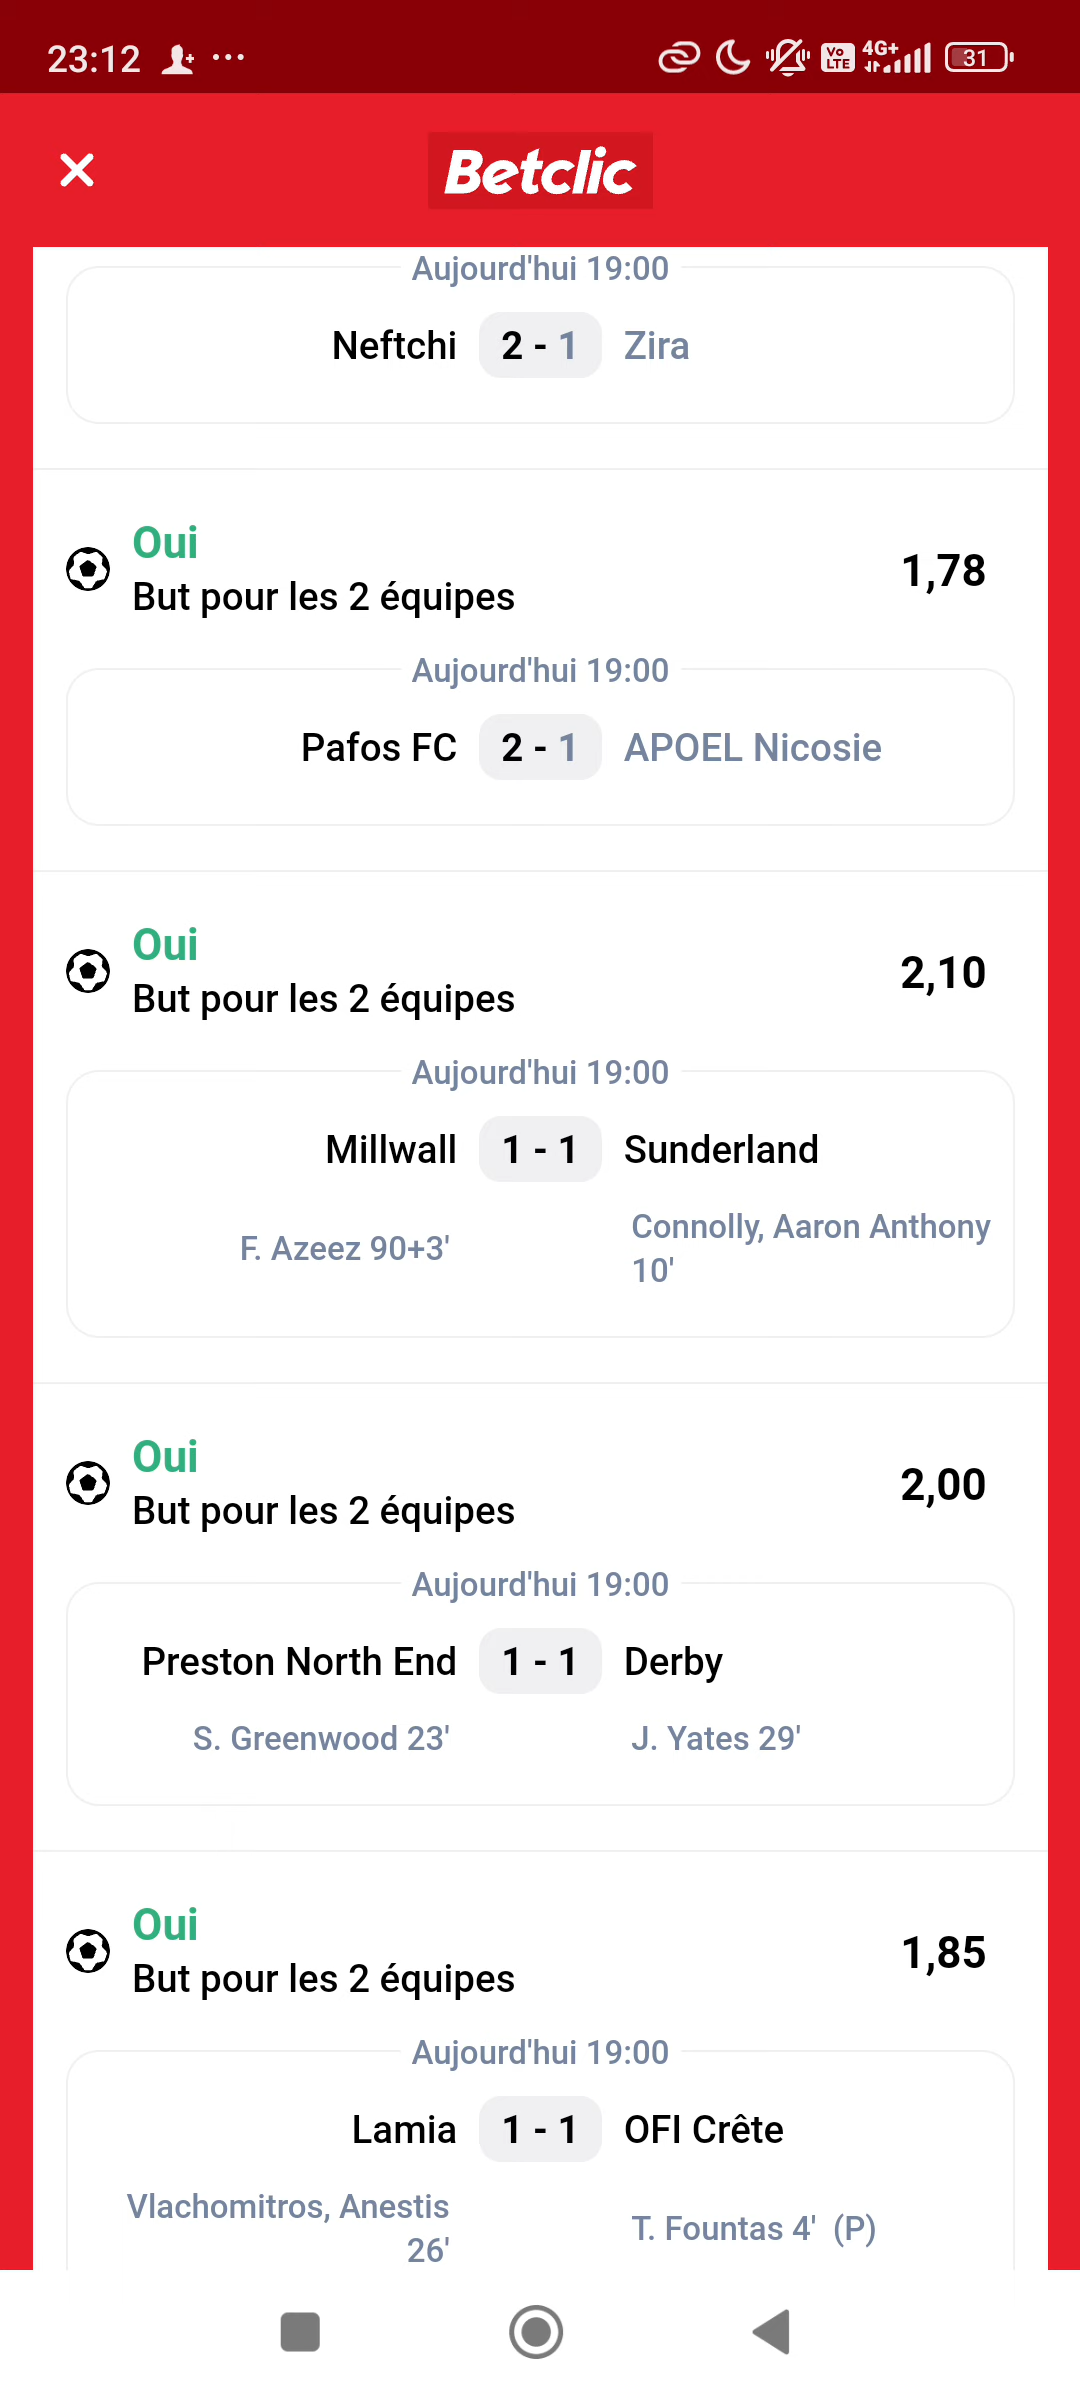 23:12 ... Vo LTE 4G+ 31
Betclic
Aujourd'hui 19:00
Neftchi 2 - 1 Zira
Oui
But pour les 2 équipes 1,78
Aujourd'hui 19:00
Pafos FC 2 - 1 APOEL Nicosie
Oui
But pour les 2 équipes 2,10
Aujourd'hui 19:00
Millwall 1 - 1 Sunderland
F. Azeez 90+3' Connolly, Aaron Anthony
10'
Oui
But pour les 2 équipes 2,00
Aujourd'hui 19:00
Preston North End 1 - 1 Derby
S. Greenwood 23' J. Yates 29'
Oui
But pour les 2 équipes 1,85
Aujourd'hui 19:00
Lamia 1 - 1 OFI Crête
Vlachomitros, Anestis
26' T. Fountas 4' (P)